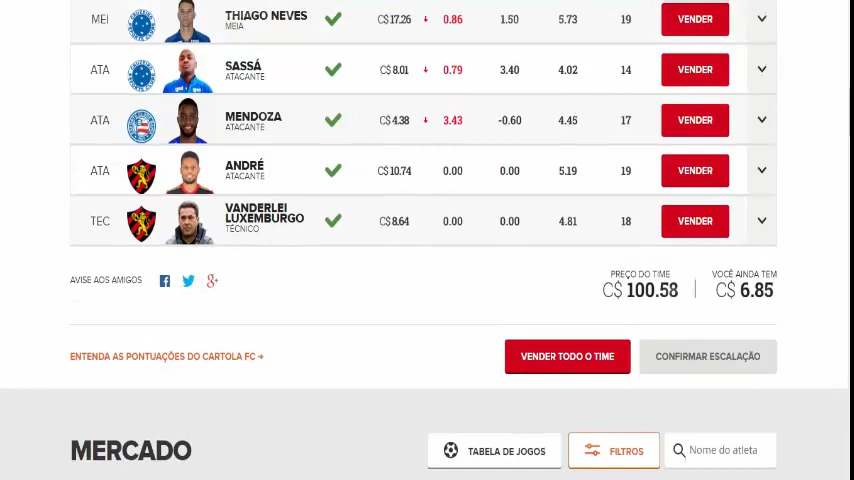 MEI THIAGO NEVES C$ 17.26 0.86 1.50 5.73 19 VENDER
MEIA
ATA SASSÁ C$ 8.01 0.79 3.40 4.02 14 VENDER
ATACANTE
ATA MENDOZA C$ 4.38 3.43 -0.60 4.45 17 VENDER
ATACANTE
ATA ANDRÉ C$ 10.74 0.00 0.00 5.19 19 VENDER
ATACANTE
TEC VANDERLEI LUXEMBURGO C$ 8.64 0.00 0.00 4.81 18 VENDER
TÉCNICO
AVISE AOS AMIGOS
PREÇO DO TIME VOCÊ AINDA TEM
C$ 100.58 C$ 6.85
ENTENDA AS PONTUAÇÕES DO CARTOLA FC
VENDER TODO O TIME CONFIRMAR ESCALAÇÃO
MERCADO TABELA DE JOGOS FILTROS Nome do atleta